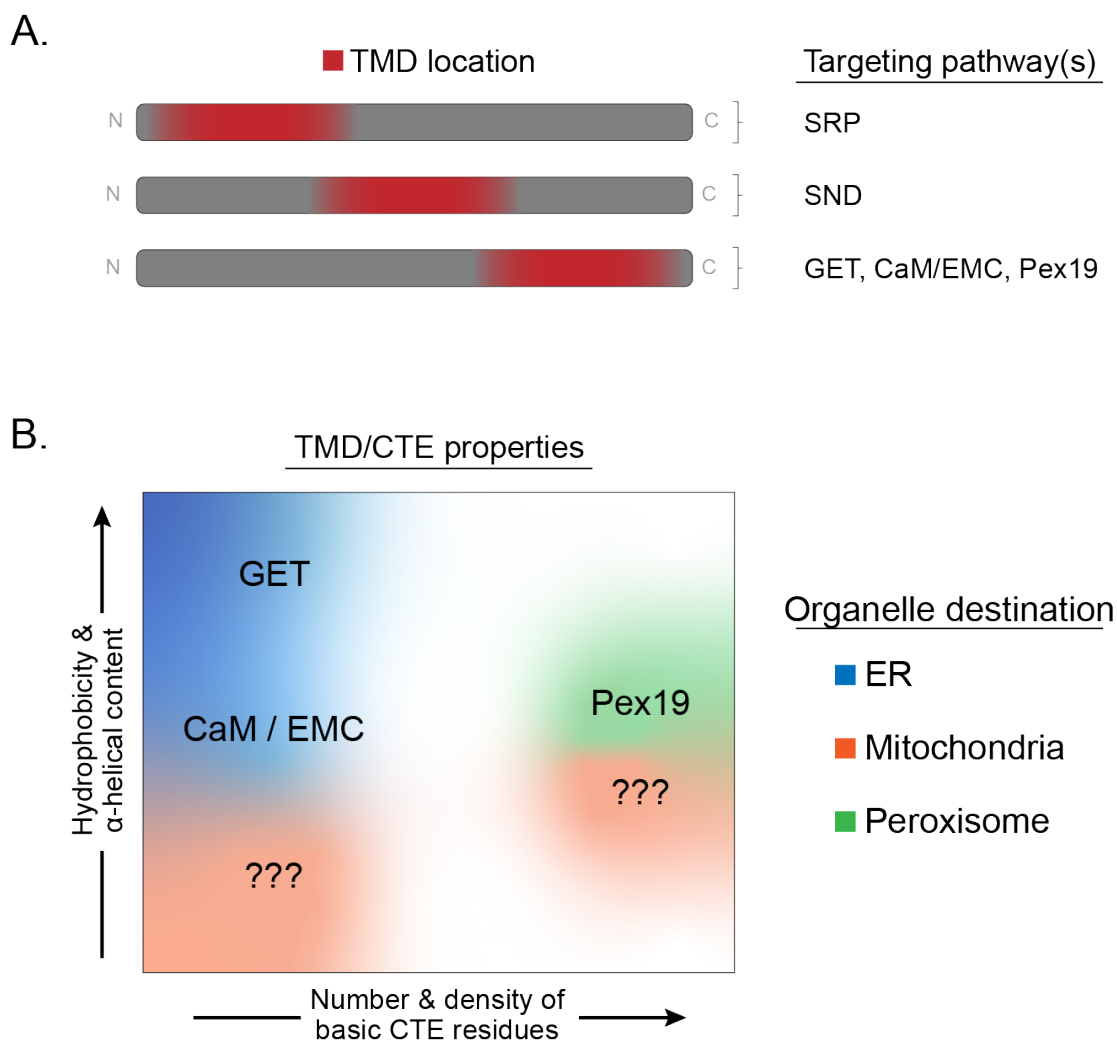 A.
TMD location
Targeting pathway(s)
N
C
SRP
N
C
SND
N
C
GET, CaM/EMC, Pex19
B.
TMD/CTE properties
Hydrophobicity &
α-helical content
GET
CaM / EMC
???
Pex19
???
Number & density of
basic CTE residues
Organelle destination
ER
Mitochondria
Peroxisome